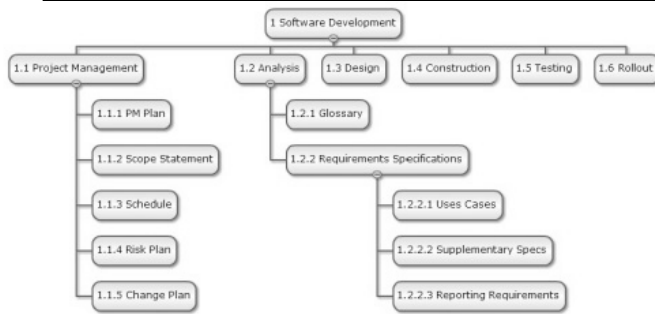 1 Software Development
1.1 Project Management
1.2 Analysis
1.3 Design
1.4 Construction
1.5 Testing
1.6 Rollout
1.1.1 PM Plan
1.1.2 Scope Statement
1.1.3 Schedule
1.1.4 Risk Plan
1.1.5 Change Plan
1.2.1 Glossary
1.2.2 Requirements Specifications
1.2.2.1 Uses Cases
1.2.2.2 Supplementary Specs
1.2.2.3 Reporting Requirements